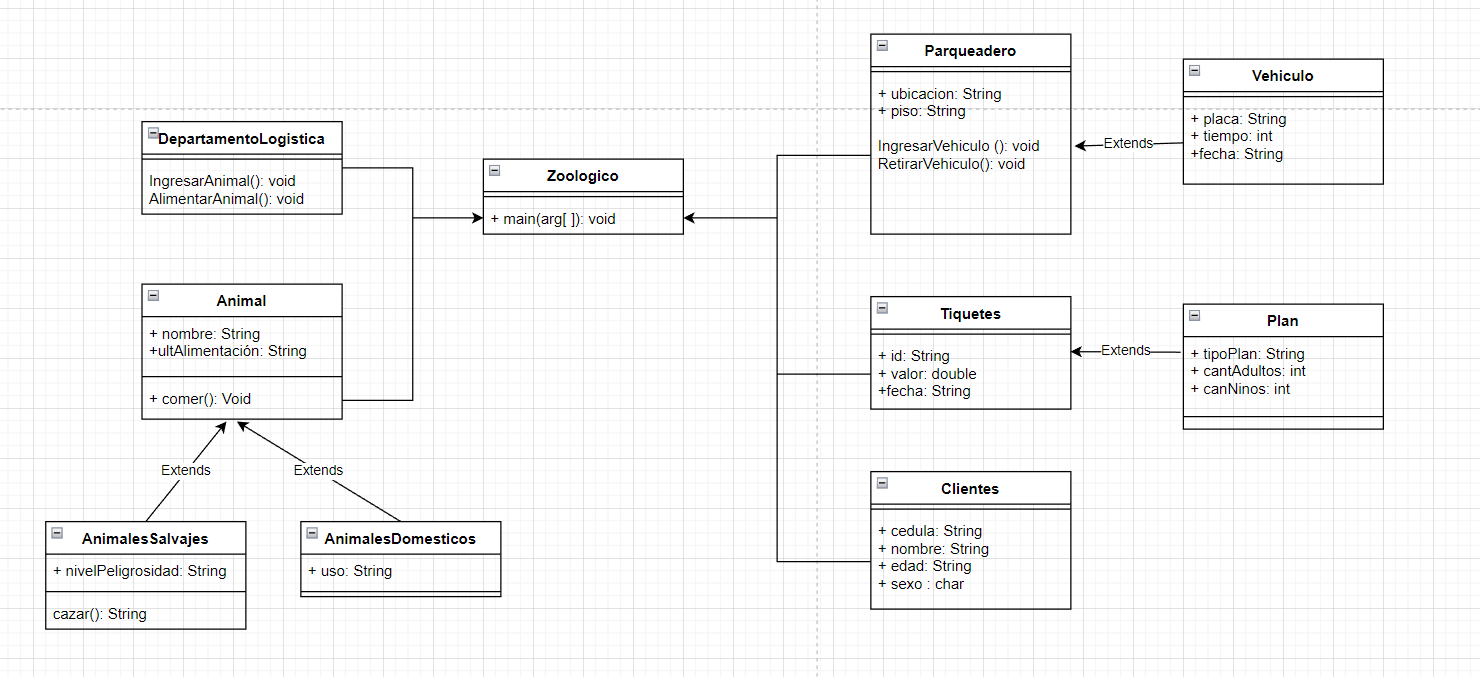 DepartamentoLogistica
IngresarAnimal(): void
AlimentarAnimal(): void
Animal
+ nombre: String
+ultAlimentación: String
+ comer(): Void
Extends
Extends
AnimalesSalvajes
+ nivelPeligrosidad: String
cazar(): String
AnimalesDomesticos
+ uso: String
Zoologico
+ main(arg[ ]): void
Parqueadero
+ ubicacion: String
+ piso: String
IngresarVehiculo (): void
RetirarVehiculo(): void
Extends
Vehiculo
+ placa: String
+ tiempo: int
+fecha: String
Tiquetes
+ id: String
+ valor: double
+fecha: String
Extends
Plan
+ tipoPlan: String
+ cantAdultos: int
+ canNinos: int
Clientes
+ cedula: String
+ nombre: String
+ edad: String
+ sexo : char